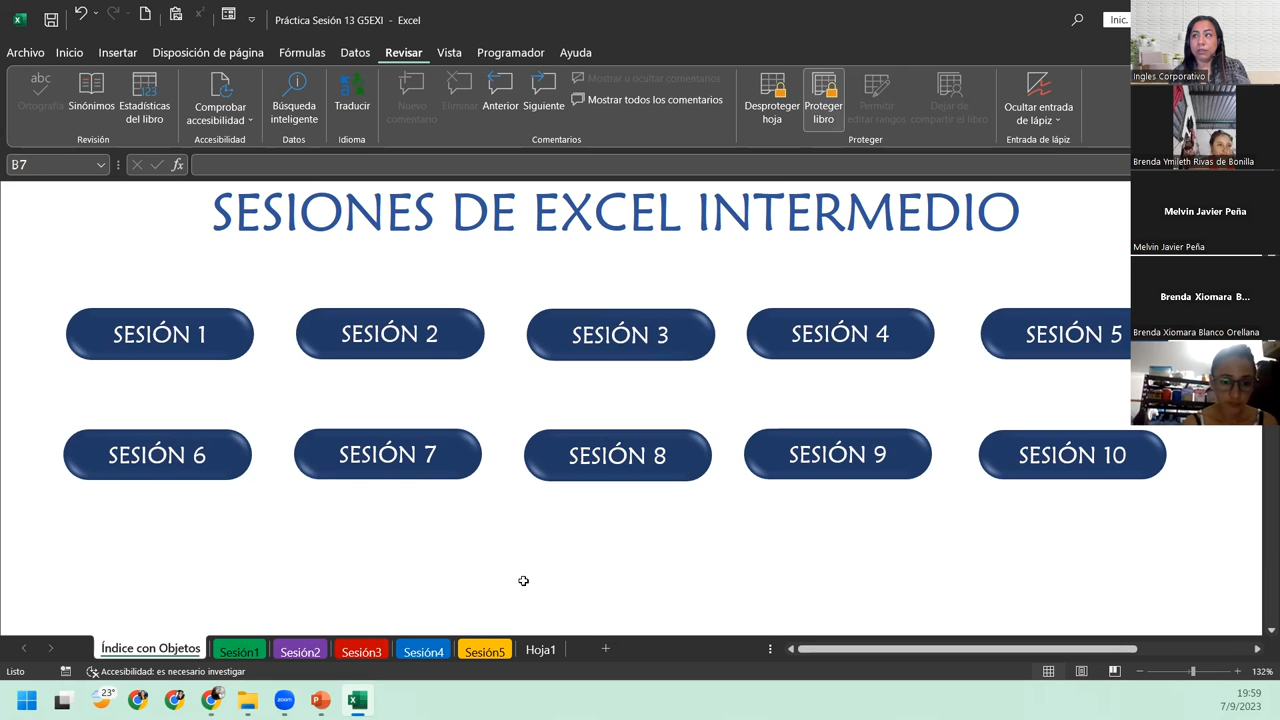 Práctica Sesión 13 G5EXI - Excel
Inic.
Archivo Inicio Insertar Disposición de página Fórmulas Datos Revisar Vista Programador Ayuda
abc
Ortografía
Sinónimos
Estadísticas
del libro
Revisión
Comprobar
accesibilidad
Accesibilidad
Búsqueda
inteligente
Datos
Traducir
Idioma
Nuevo
comentario
Eliminar
Anterior
Siguiente
Mostrar u ocultar comentarios
Mostrar todos los comentarios
Comentarios
Desproteger
hoja
Proteger
libro
Permitir
editar rangos
Dejar de
compartir el libro
Proteger
Ocultar entrada
de lápiz
Entrada de lápiz
B7
fx
SESIONES DE EXCEL INTERMEDIO
SESIÓN 1 SESIÓN 2 SESIÓN 3 SESIÓN 4 SESIÓN 5
SESIÓN 6 SESIÓN 7 SESIÓN 8 SESIÓN 9 SESIÓN 10
Ingles Corporativo
Brenda Ymileth Rivas de Bonilla
Melvin Javier Peña
Melvin Javier Peña
Brenda Xiomara B...
Brenda Xiomara Blanco Orellana
Índice con Objetos Sesión1 Sesión2 Sesión3 Sesión4 Sesión5 Hoja1
Listo
Accesibilidad: es necesario investigar
132%
23°
zoom
19:59
7/9/2023